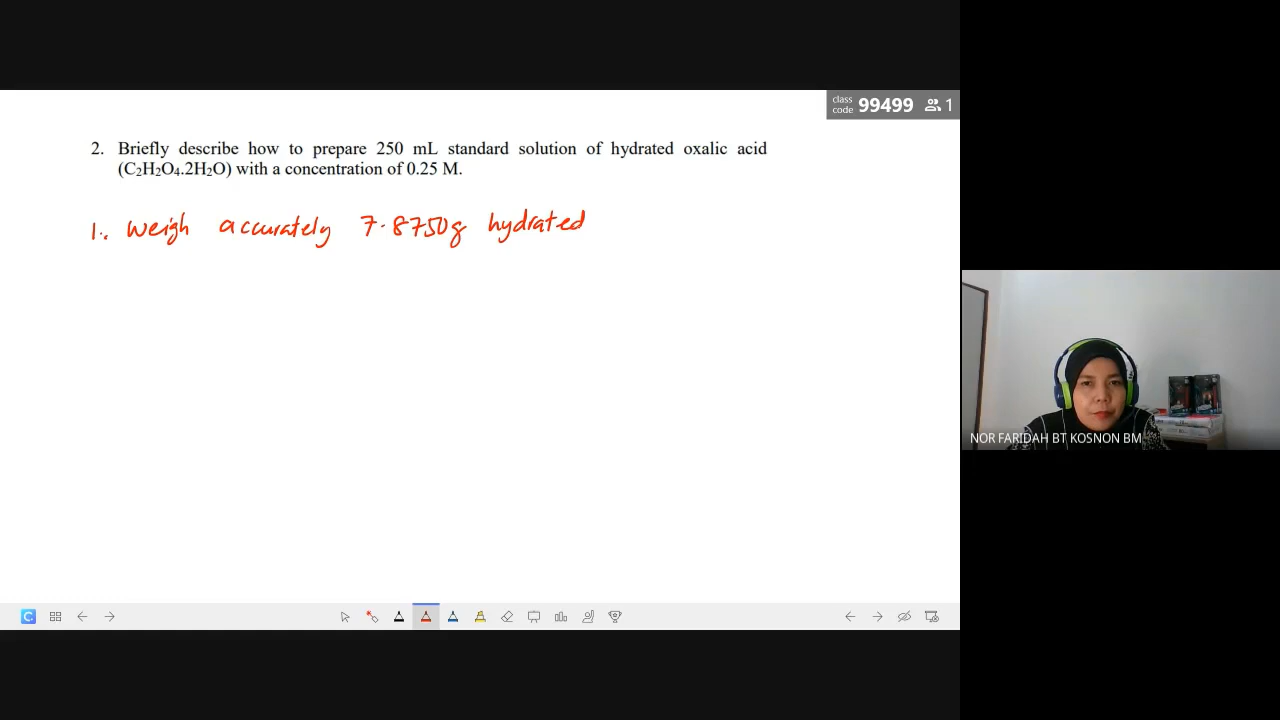 class code 99499 1
2. Briefly describe how to prepare 250 mL standard solution of hydrated oxalic acid
(C₂H₂O₄.2H₂O) with a concentration of 0.25 M.
1. Weigh accurately 7.8750g hydrated
NOR FARIDAH BT KOSNON BM